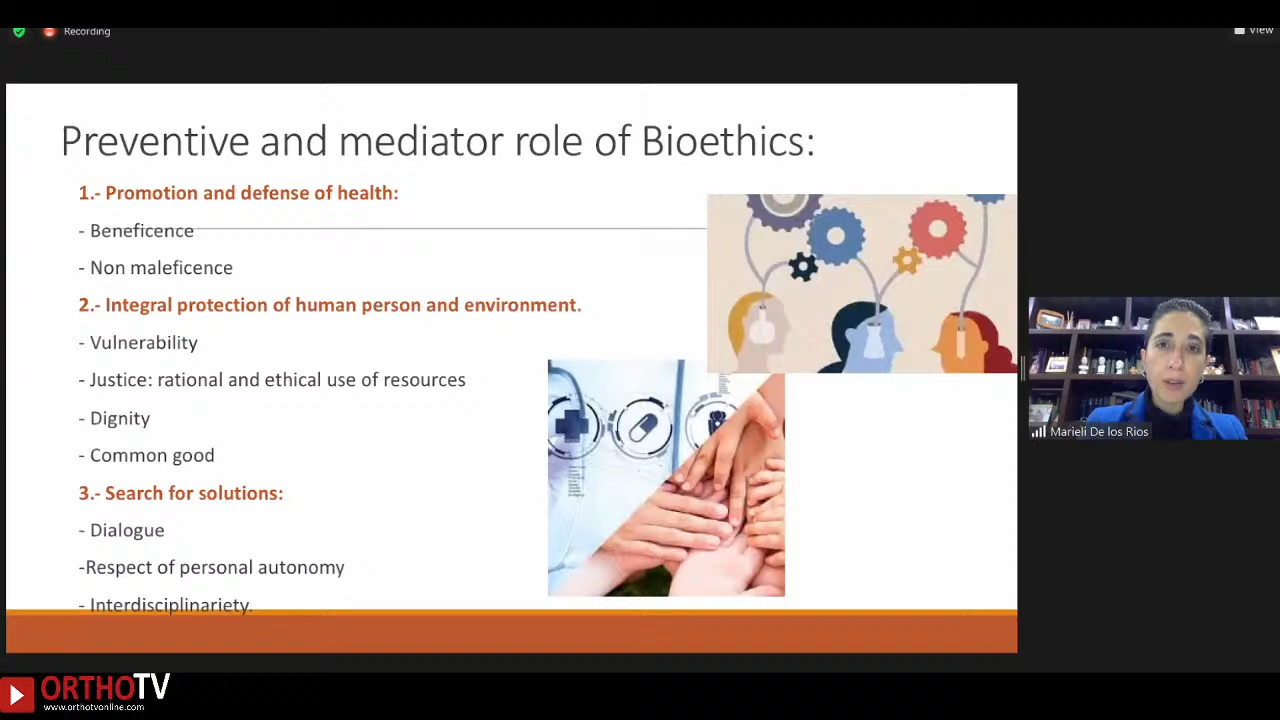 Recording
View
Preventive and mediator role of Bioethics:
1.- Promotion and defense of health:
- Beneficence
- Non maleficence
2.- Integral protection of human person and environment.
- Vulnerability
- Justice: rational and ethical use of resources
- Dignity
- Common good
3.- Search for solutions:
- Dialogue
-Respect of personal autonomy
- Interdisciplinariety.
Marieli De los Rios
ORTHOTV
www.orthotvonline.com